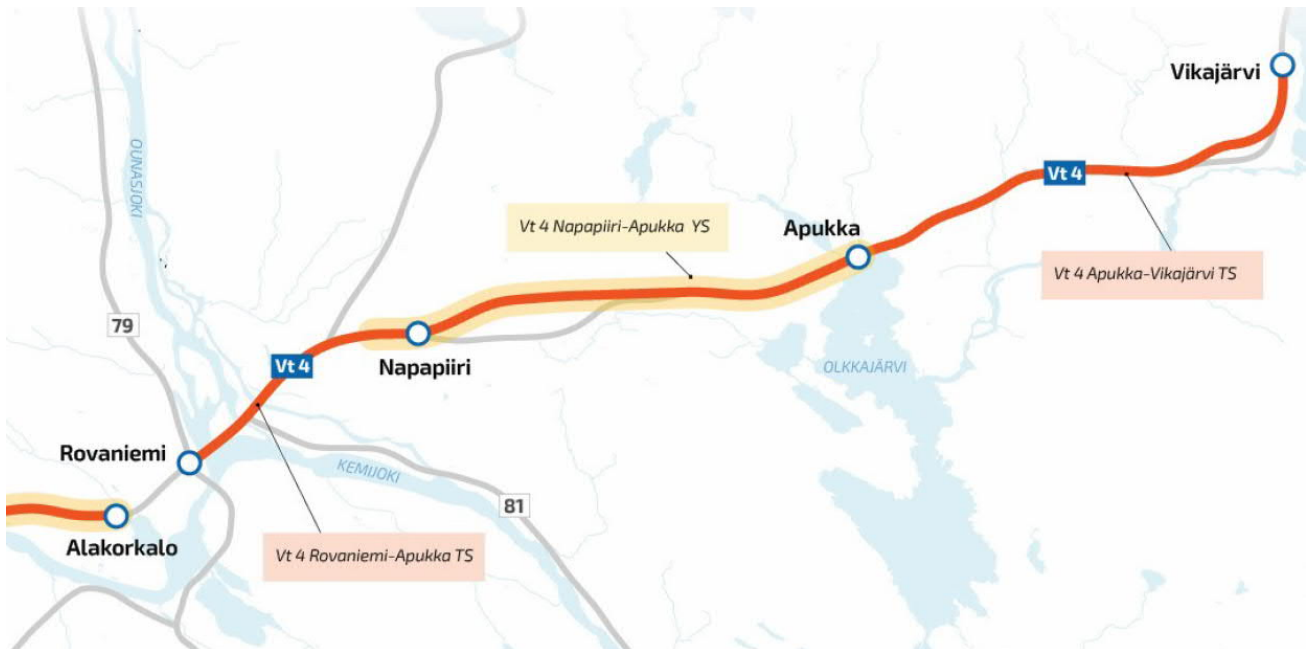 Vikajärvi
OUNASJOKI
Vt 4
Vt 4 Napapiiri-Apukka YS
Apukka
Vt 4 Apukka-Vikajärvi TS
79
Vt 4
Napapiiri
OLKKAJÄRVI
Rovaniemi
KEMIJOKI
81
Alakorkalo
Vt 4 Rovaniemi-Apukka TS